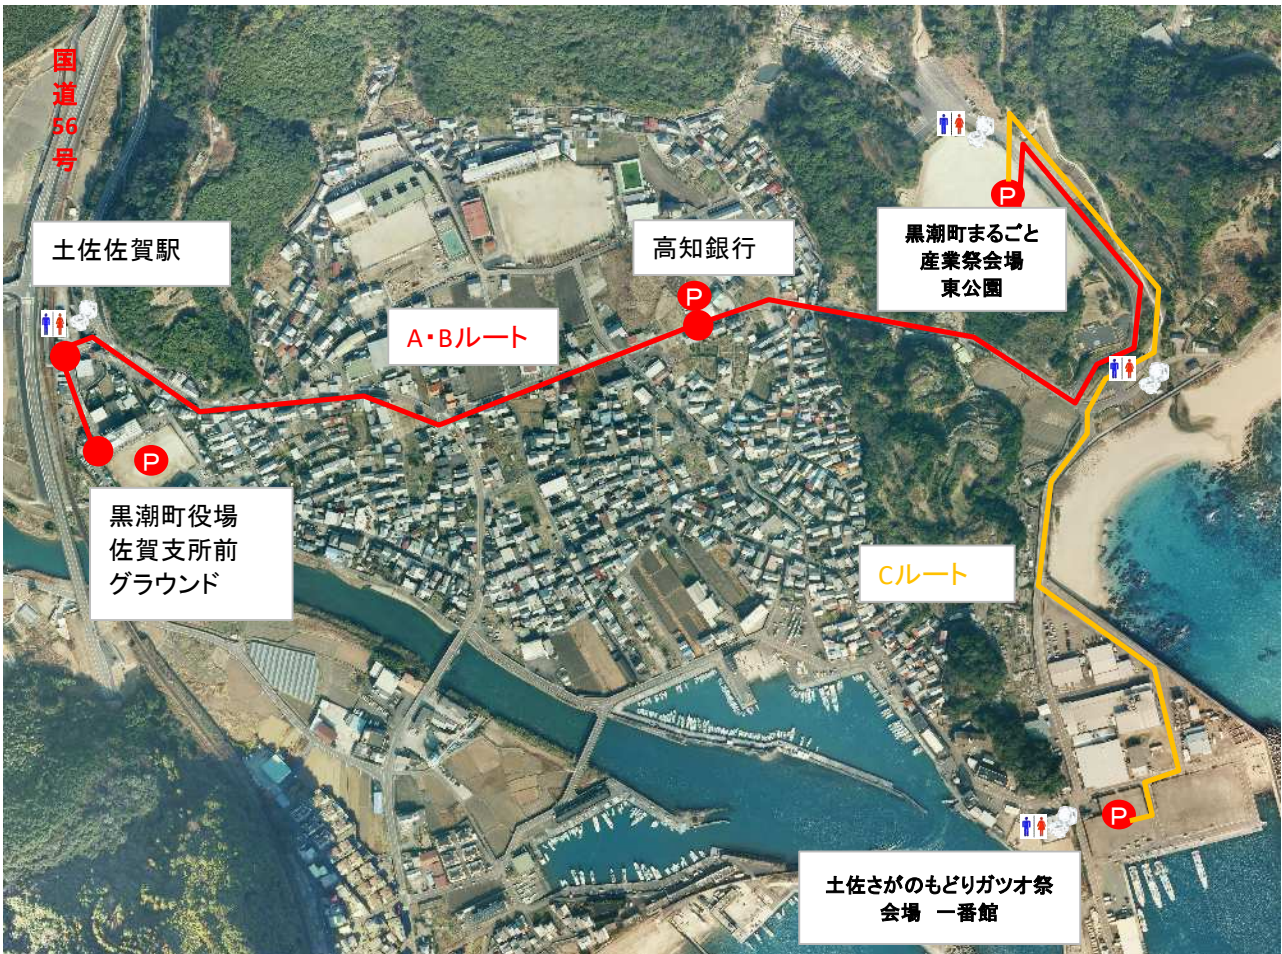 国
道
56
号
土佐佐賀駅
高知銀行
P
A・Bルート
P
黒潮町まるごと
産業祭会場
東公園
P
黒潮町役場
佐賀支所前
グラウンド
Cルート
P
土佐さがのもどりガツオ祭
会場 一番館